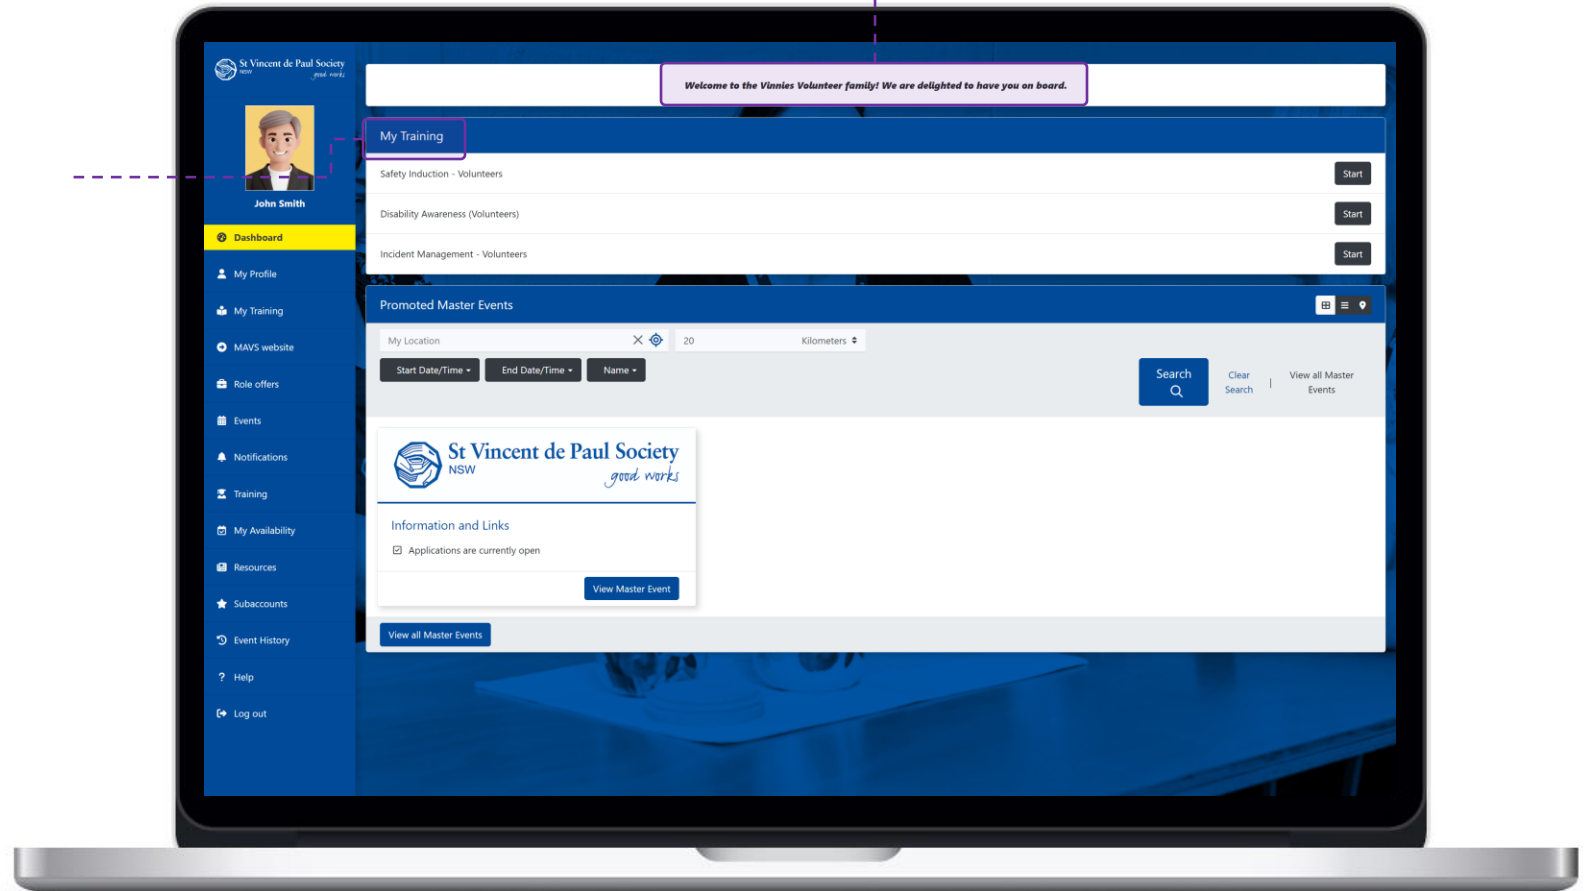 St Vincent de Paul Society
NSW
good works
John Smith
Dashboard
My Profile
My Training
MAVS website
Role offers
Events
Notifications
Training
My Availability
Resources
Subaccounts
Event History
? Help
Log out
Welcome to the Vinnies Volunteer family! We are delighted to have you on board.
My Training
Safety Induction - Volunteers
Start
Disability Awareness (Volunteers)
Start
Incident Management - Volunteers
Start
Promoted Master Events
My Location
20
Kilometers
Start Date/Time
End Date/Time
Name
Search
Clear
Search
|
View all Master
Events
St Vincent de Paul Society
NSW
good works
Information and Links
Applications are currently open
View Master Event
View all Master Events